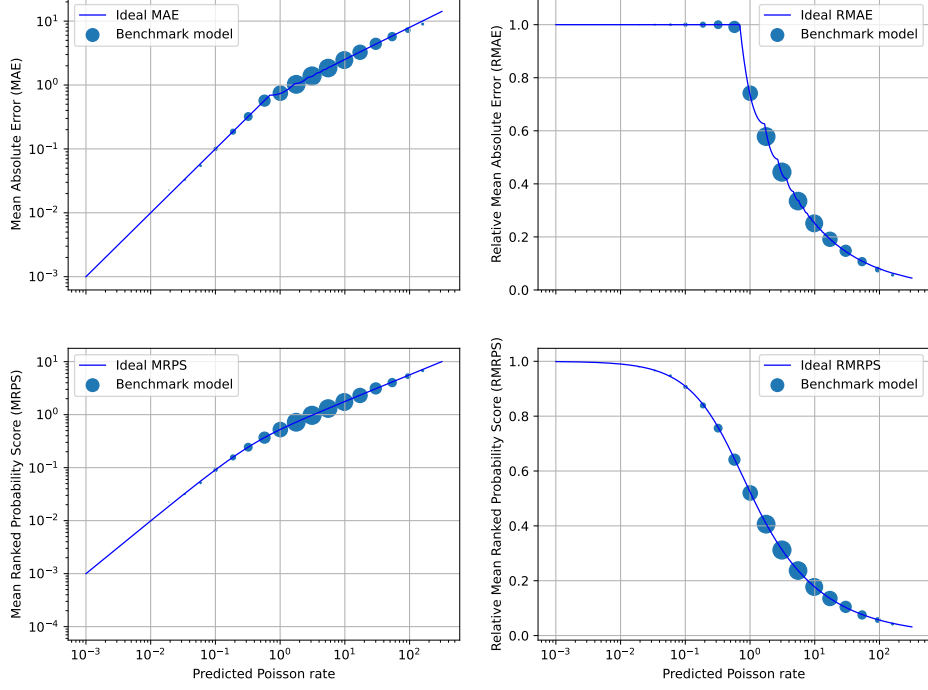 Mean Absolute Error (MAE)
10¹
10⁰
10⁻¹
10⁻²
10⁻³
Ideal MAE
Benchmark model
Relative Mean Absolute Error (RMAE)
1.0
0.8
0.6
0.4
0.2
0.0
Ideal RMAE
Benchmark model
Mean Ranked Probability Score (MRPS)
10¹
10⁰
10⁻¹
10⁻²
10⁻³
10⁻⁴
Ideal MRPS
Benchmark model
10⁻³ 10⁻² 10⁻¹ 10⁰ 10¹ 10²
Predicted Poisson rate
Relative Mean Ranked Probability Score (RMRPS)
1.0
0.8
0.6
0.4
0.2
0.0
Ideal RMRPS
Benchmark model
10⁻³ 10⁻² 10⁻¹ 10⁰ 10¹ 10²
Predicted Poisson rate